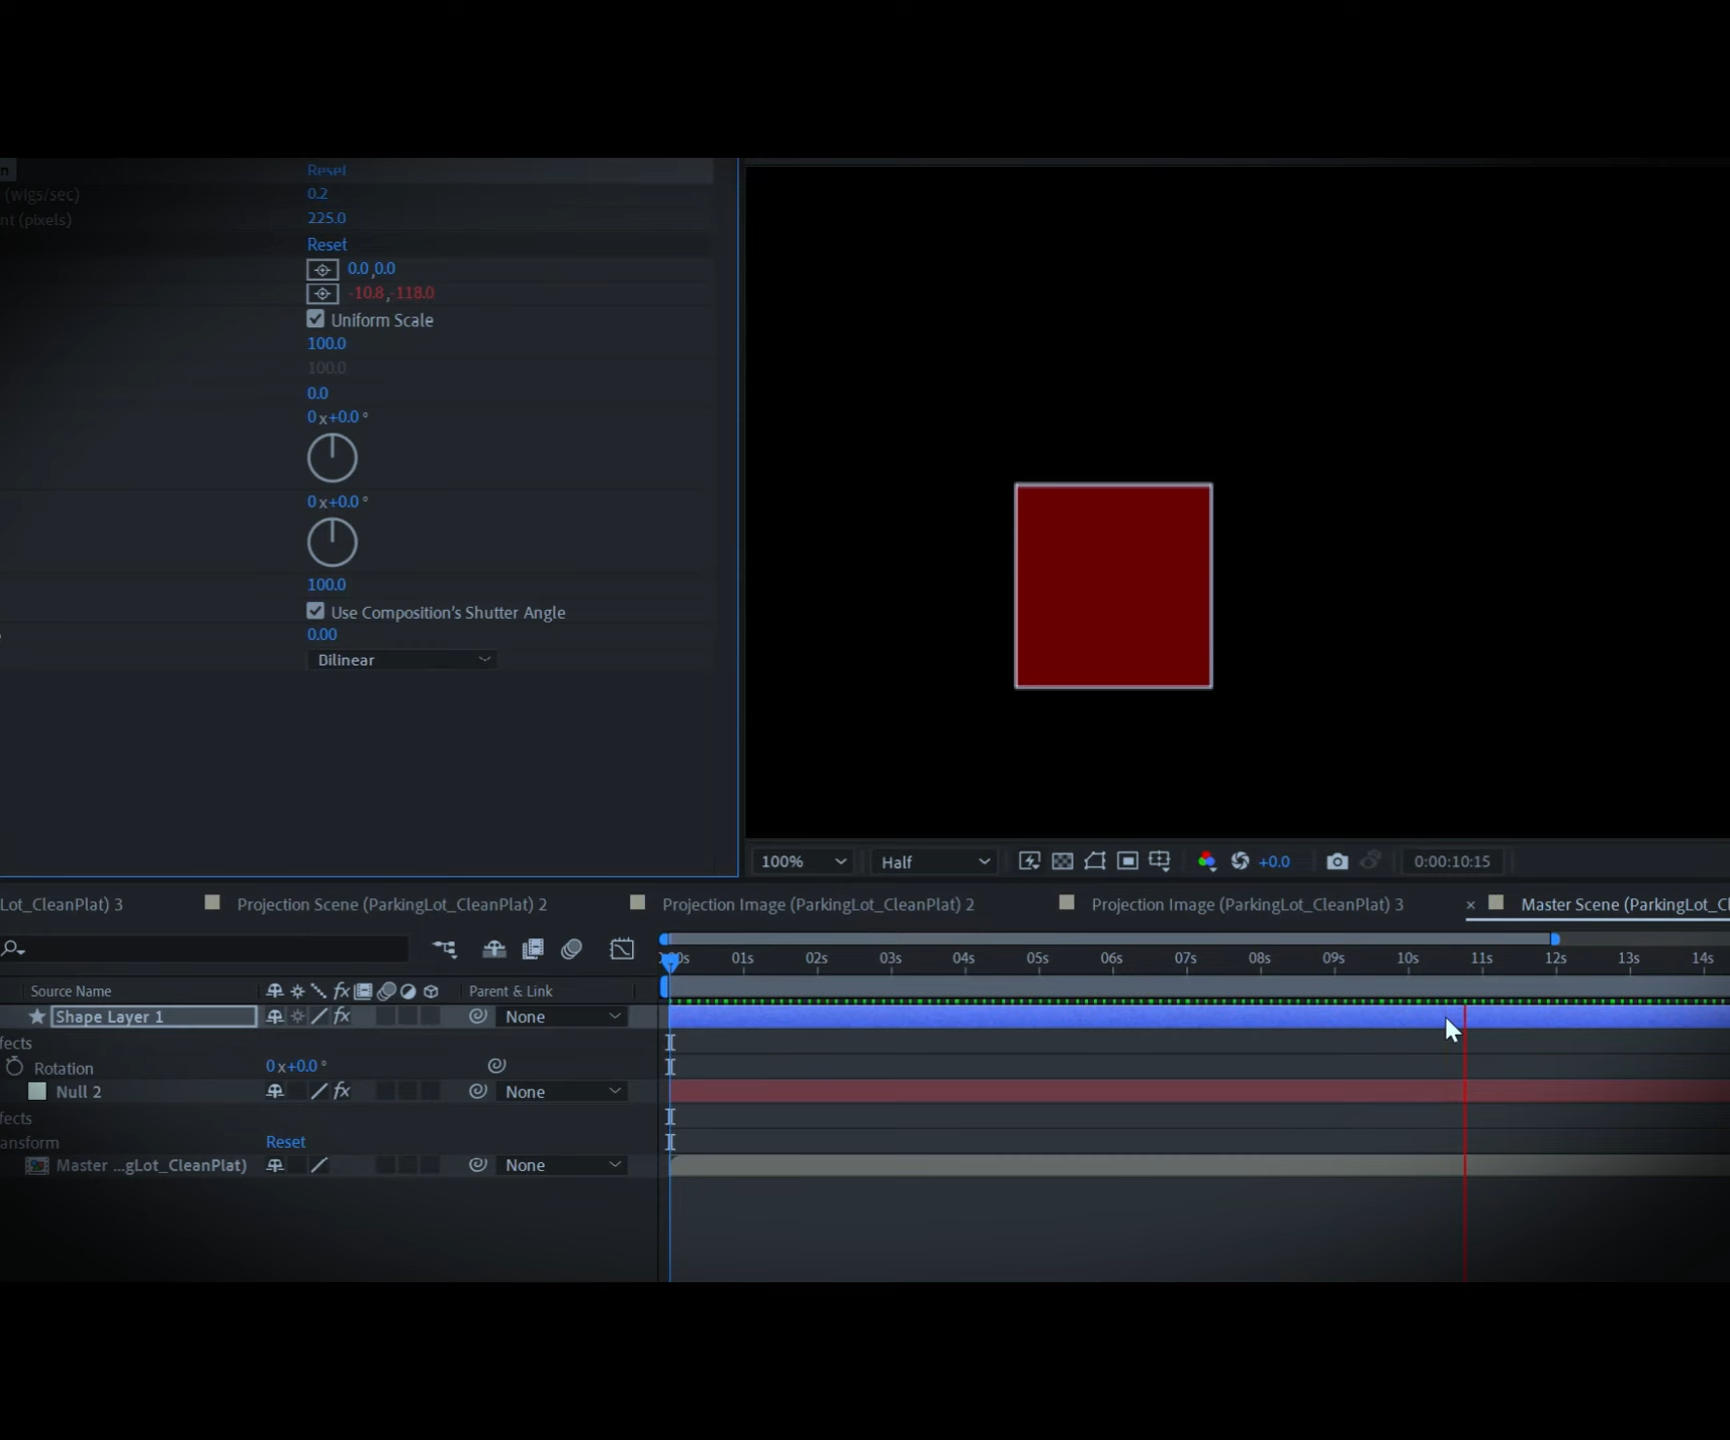 n
Reset
(wigs/sec)
0.2
nt (pixels)
225.0
Reset
0.0,0.0
-10.8,-118.0
Uniform Scale
100.0
100.0
0.0
0x+0.0°
0x+0.0°
100.0
Use Composition's Shutter Angle
0.00
Dilinear
100%
Half
+0.0
0:00:10:15
Lot_CleanPlat) 3
Projection Scene (ParkingLot_CleanPlat) 2
Projection Image (ParkingLot_CleanPlat) 2
Projection Image (ParkingLot_CleanPlat) 3
× Master Scene (ParkingLot_Cl
00s 01s 02s 03s 04s 05s 06s 07s 08s 09s 10s 11s 12s 13s 14s
Source Name
fx
Parent & Link
Shape Layer 1
fx
None
fects
Rotation
0x+0.0°
Null 2
fx
None
fects
ansform
Reset
Master ...gLot_CleanPlat)
None